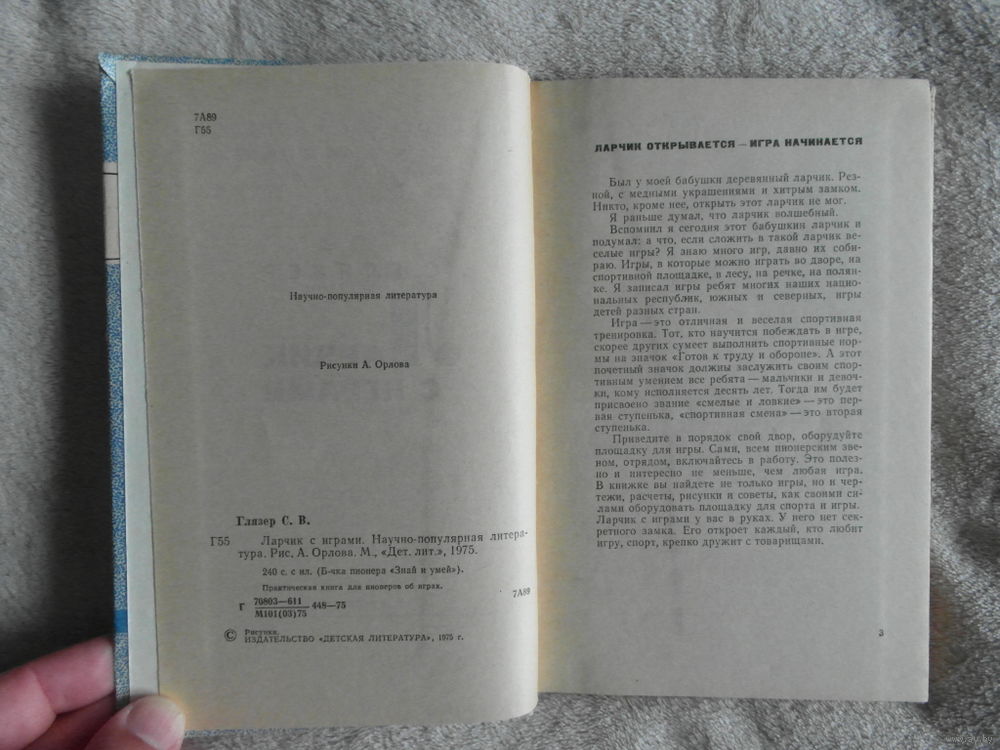 7А89
Г55
Научно-популярная литература
Рисунки А. Орлова
Глязер С. В.
Г55 Ларчик с играми. Научно-популярная литера-
тура. Рис. А. Орлова. М., «Дет. лит.», 1975.
240 с. с ил. (Б-чка пионера «Знай и умей»).
Практическая книга для пионеров об играх.
Г 70803—611 448—75
М101(03)75
7А89
© Рисунки.
ИЗДАТЕЛЬСТВО «ДЕТСКАЯ ЛИТЕРАТУРА», 1975 г.
ЛАРЧИК ОТКРЫВАЕТСЯ — ИГРА НАЧИНАЕТСЯ
Был у моей бабушки деревянный ларчик. Рез-
ной, с медными украшениями и хитрым замком.
Никто, кроме нее, открыть этот ларчик не мог.
Я раньше думал, что ларчик волшебный.
Вспомнил я сегодня этот бабушкин ларчик и
подумал: а что, если сложить в такой ларчик ве-
селые игры? Я знаю много игр, давно их соби-
раю. Игры, в которые можно играть во дворе, на
спортивной площадке, в лесу, на речке, на полян-
ке. Я записал игры ребят многих наших нацио-
нальных республик, южных и северных, игры
детей разных стран.
Игра — это отличная и веселая спортивная
тренировка. Тот, кто научится побеждать в игре,
скорее других сумеет выполнить спортивные нор-
мы на значок «Готов к труду и обороне». А этот
почетный значок должны заслужить своим спор-
тивным умением все ребята — мальчики и девоч-
ки, кому исполняется десять лет. Тогда им будет
присвоено звание «смелые и ловкие» — это пер-
вая ступенька, «спортивная смена» — это вторая
ступенька.
Приведите в порядок свой двор, оборудуйте
площадку для игры. Сами, всем пионерским зве-
ном, отрядом, включайтесь в работу. Это полез-
но и интересно не меньше, чем любая игра.
В книжке вы найдете не только игры, но и чер-
тежи, расчеты, рисунки и советы, как своими си-
лами оборудовать площадку для спорта и игры.
Ларчик с играми у вас в руках. У него нет сек-
ретного замка. Его откроет каждый, кто любит
игру, спорт, крепко дружит с товарищами.
3